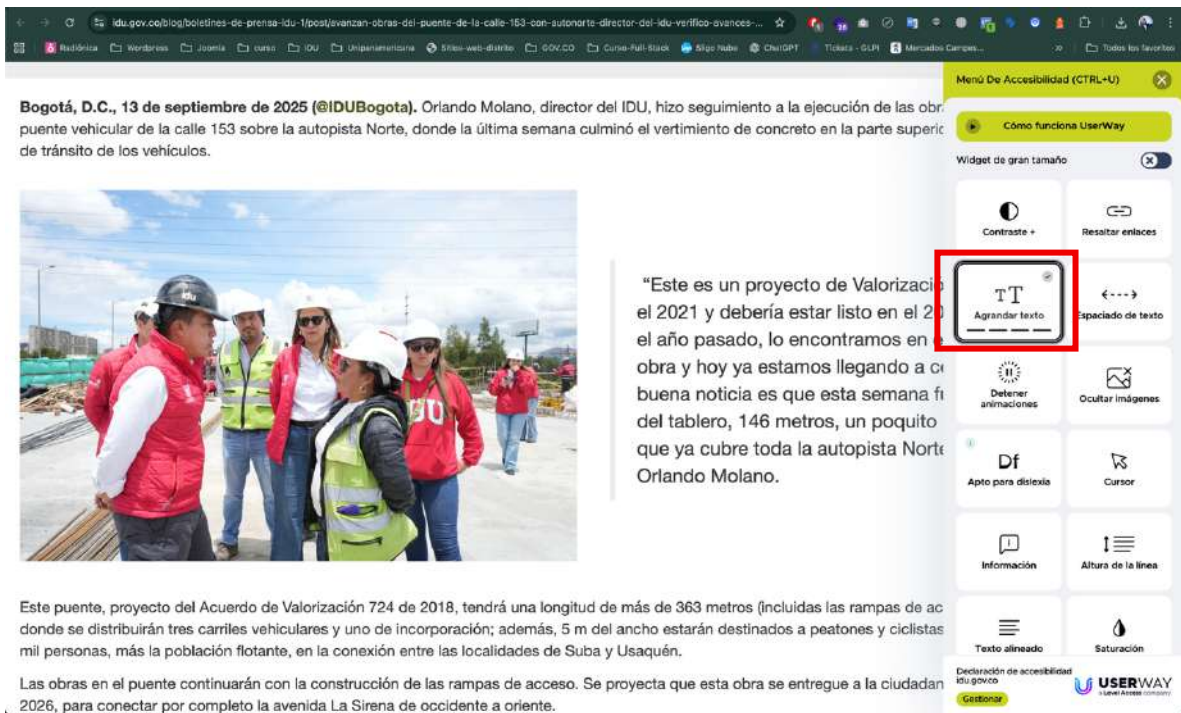 idu.gov.co/blog/boletines-de-prensa-idu-1/post/avanzan-obras-del-puente-de-la-calle-153-con-autonorte-director-del-idu-verifico-avances-...
Radiónica Wordpress Joomla curso IDU Unipanamericana Sitios-web-distrito GOV.CO Curso-Full-Stack Sligo Nube ChatGPT Tickets - GLPI Mercados Campes... Todos los favoritos
Menú De Accesibilidad (CTRL+U)
Bogotá, D.C., 13 de septiembre de 2025 (@IDUBogota). Orlando Molano, director del IDU, hizo seguimiento a la ejecución de las obr
puente vehicular de la calle 153 sobre la autopista Norte, donde la última semana culminó el vertimiento de concreto en la parte superic
de tránsito de los vehículos.
Cómo funciona UserWay
Widget de gran tamaño
Contraste +
Resaltar enlaces
idu
"Este es un proyecto de Valorizació
el 2021 y debería estar listo en el 20
el año pasado, lo encontramos en e
obra y hoy ya estamos llegando a ce
buena noticia es que esta semana fu
del tablero, 146 metros, un poquito
que ya cubre toda la autopista Norte
Orlando Molano.
Agrandar texto
Espaciado de texto
Detener animaciones
Ocultar imágenes
Df
Apto para dislexia
Cursor
Información
Altura de la línea
Texto alineado
Saturación
Este puente, proyecto del Acuerdo de Valorización 724 de 2018, tendrá una longitud de más de 363 metros (incluidas las rampas de ac
donde se distribuirán tres carriles vehiculares y uno de incorporación; además, 5 m del ancho estarán destinados a peatones y ciclistas
mil personas, más la población flotante, en la conexión entre las localidades de Suba y Usaquén.
Las obras en el puente continuarán con la construcción de las rampas de acceso. Se proyecta que esta obra se entregue a la ciudadan
2026, para conectar por completo la avenida La Sirena de occidente a oriente.
Declaración de accesibilidad
idu.gov.co
Gestionar
USERWAY
a Level Access company